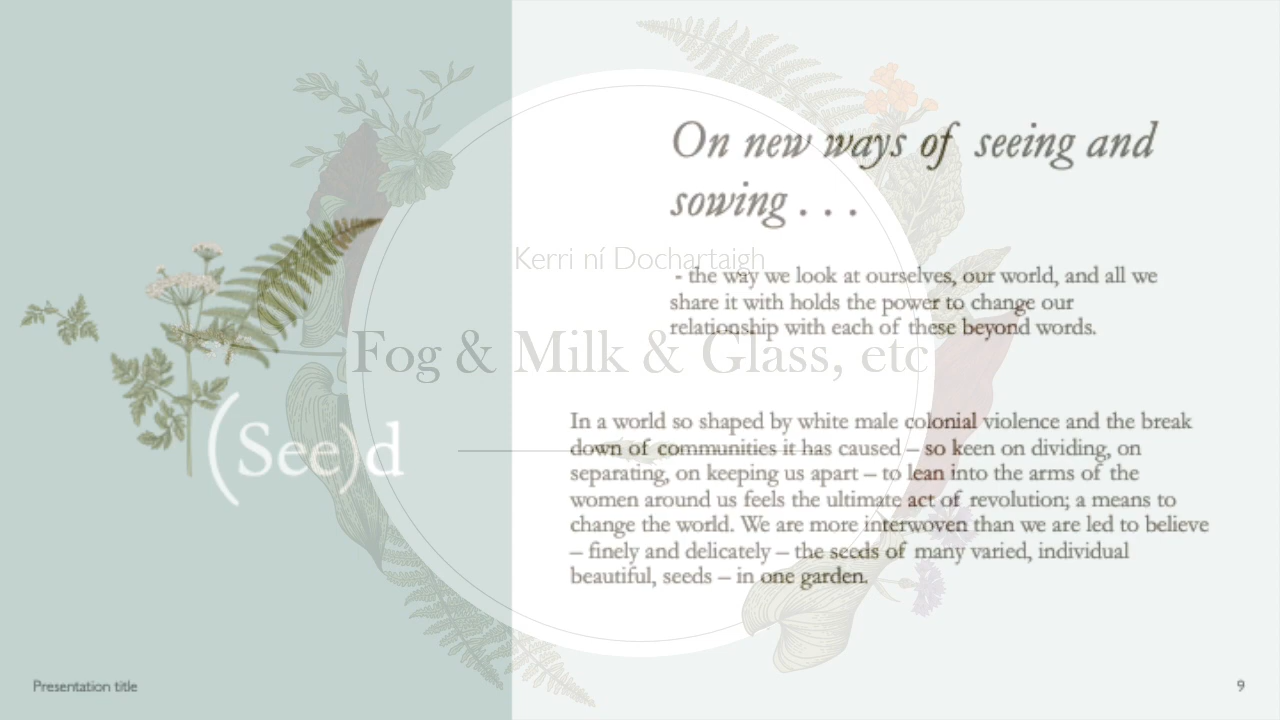 On new ways of seeing and
sowing . . .
Kerri ní Dochartaigh
- the way we look at ourselves, our world, and all we
share it with holds the power to change our
relationship with each of these beyond words.
Fog & Milk & Glass, etc
(See)d
In a world so shaped by white male colonial violence and the break
down of communities it has caused – so keen on dividing, on
separating, on keeping us apart – to lean into the arms of the
women around us feels the ultimate act of revolution; a means to
change the world. We are more interwoven than we are led to believe
– finely and delicately – the seeds of many varied, individual
beautiful, seeds – in one garden.
Presentation title
9